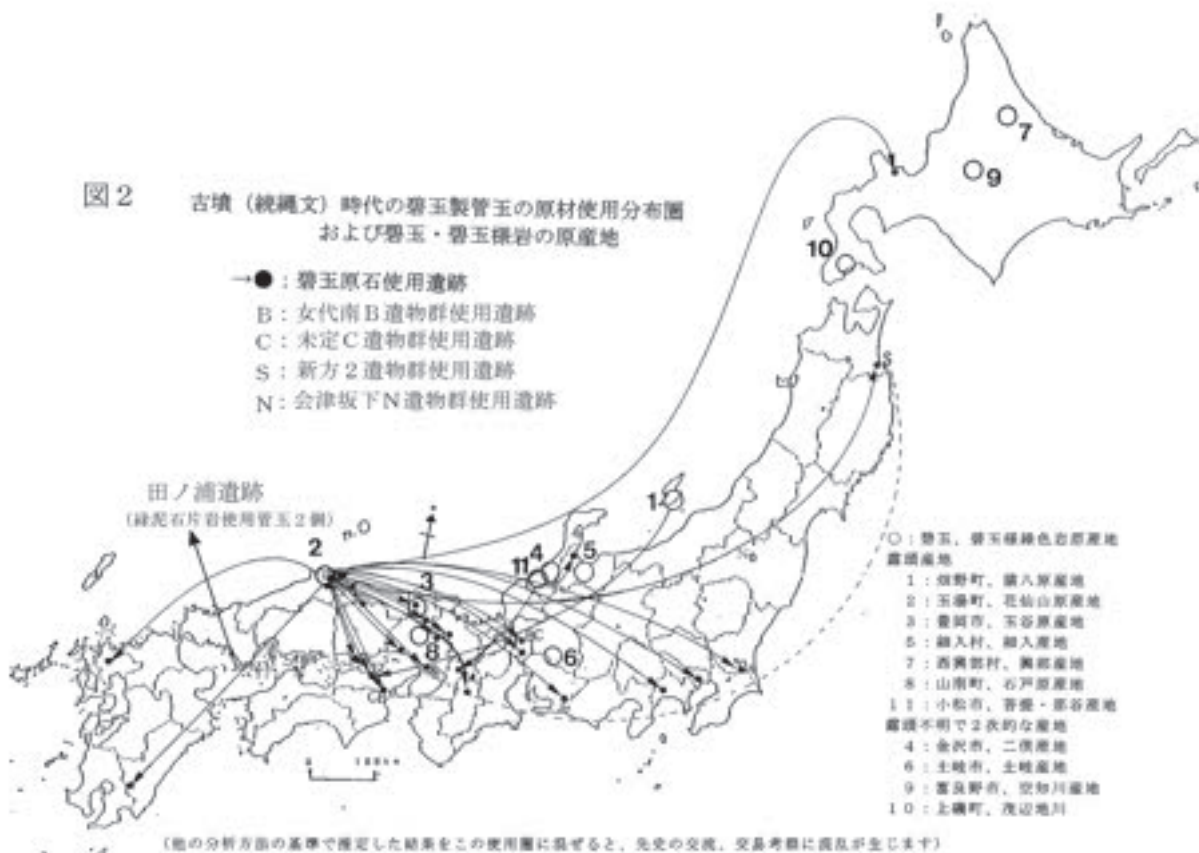 図2
古墳（続縄文）時代の碧玉製管玉の原材使用分布圏
および碧玉・碧玉様岩の原産地
→●：碧玉原石使用遺跡
B：女代南B遺物群使用遺跡
C：未定C遺物群使用遺跡
S：新方2遺物群使用遺跡
N：会津坂下N遺物群使用遺跡
田ノ浦遺跡
（緑泥石片岩使用管玉2個）
7
9
10
S
1
2
3
4
11
5
8
6
0 100km
○：碧玉、碧玉様緑色岩原産地
露頭産地
1：畑野町、猿八原産地
2：玉湯町、花仙山原産地
3：豊岡市、玉谷原産地
5：細入村、細入産地
7：西興部村、興部産地
8：山南町、石戸原産地
11：小松市、菩提・那谷産地
露頭不明で2次的な産地
4：金沢市、二俣産地
6：土岐市、土岐産地
9：富良野市、空知川産地
10：上磯町、茂辺地川
（他の分析方法の基準で推定した結果をこの使用圏に混ぜると、先史の交流、交易考察に混乱が生じます）